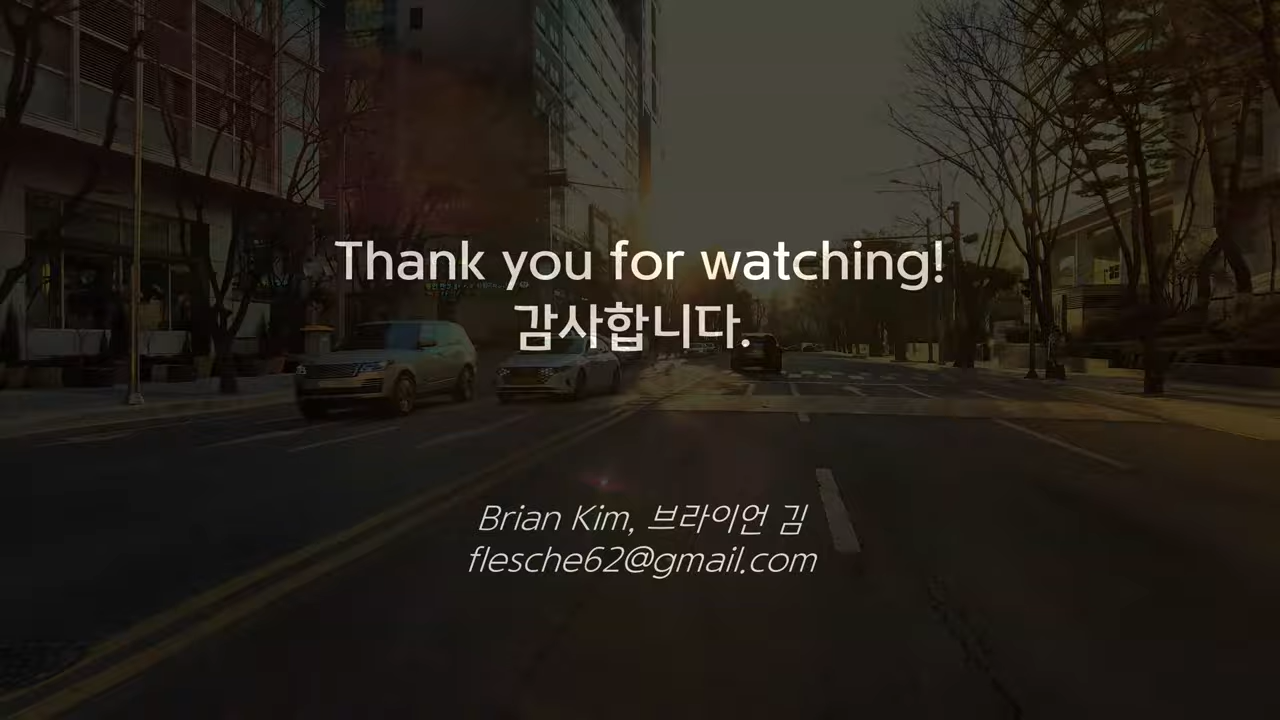 Thank you for watching!
감사합니다.
Brian Kim, 브라이언 김
flesche62@gmail.com